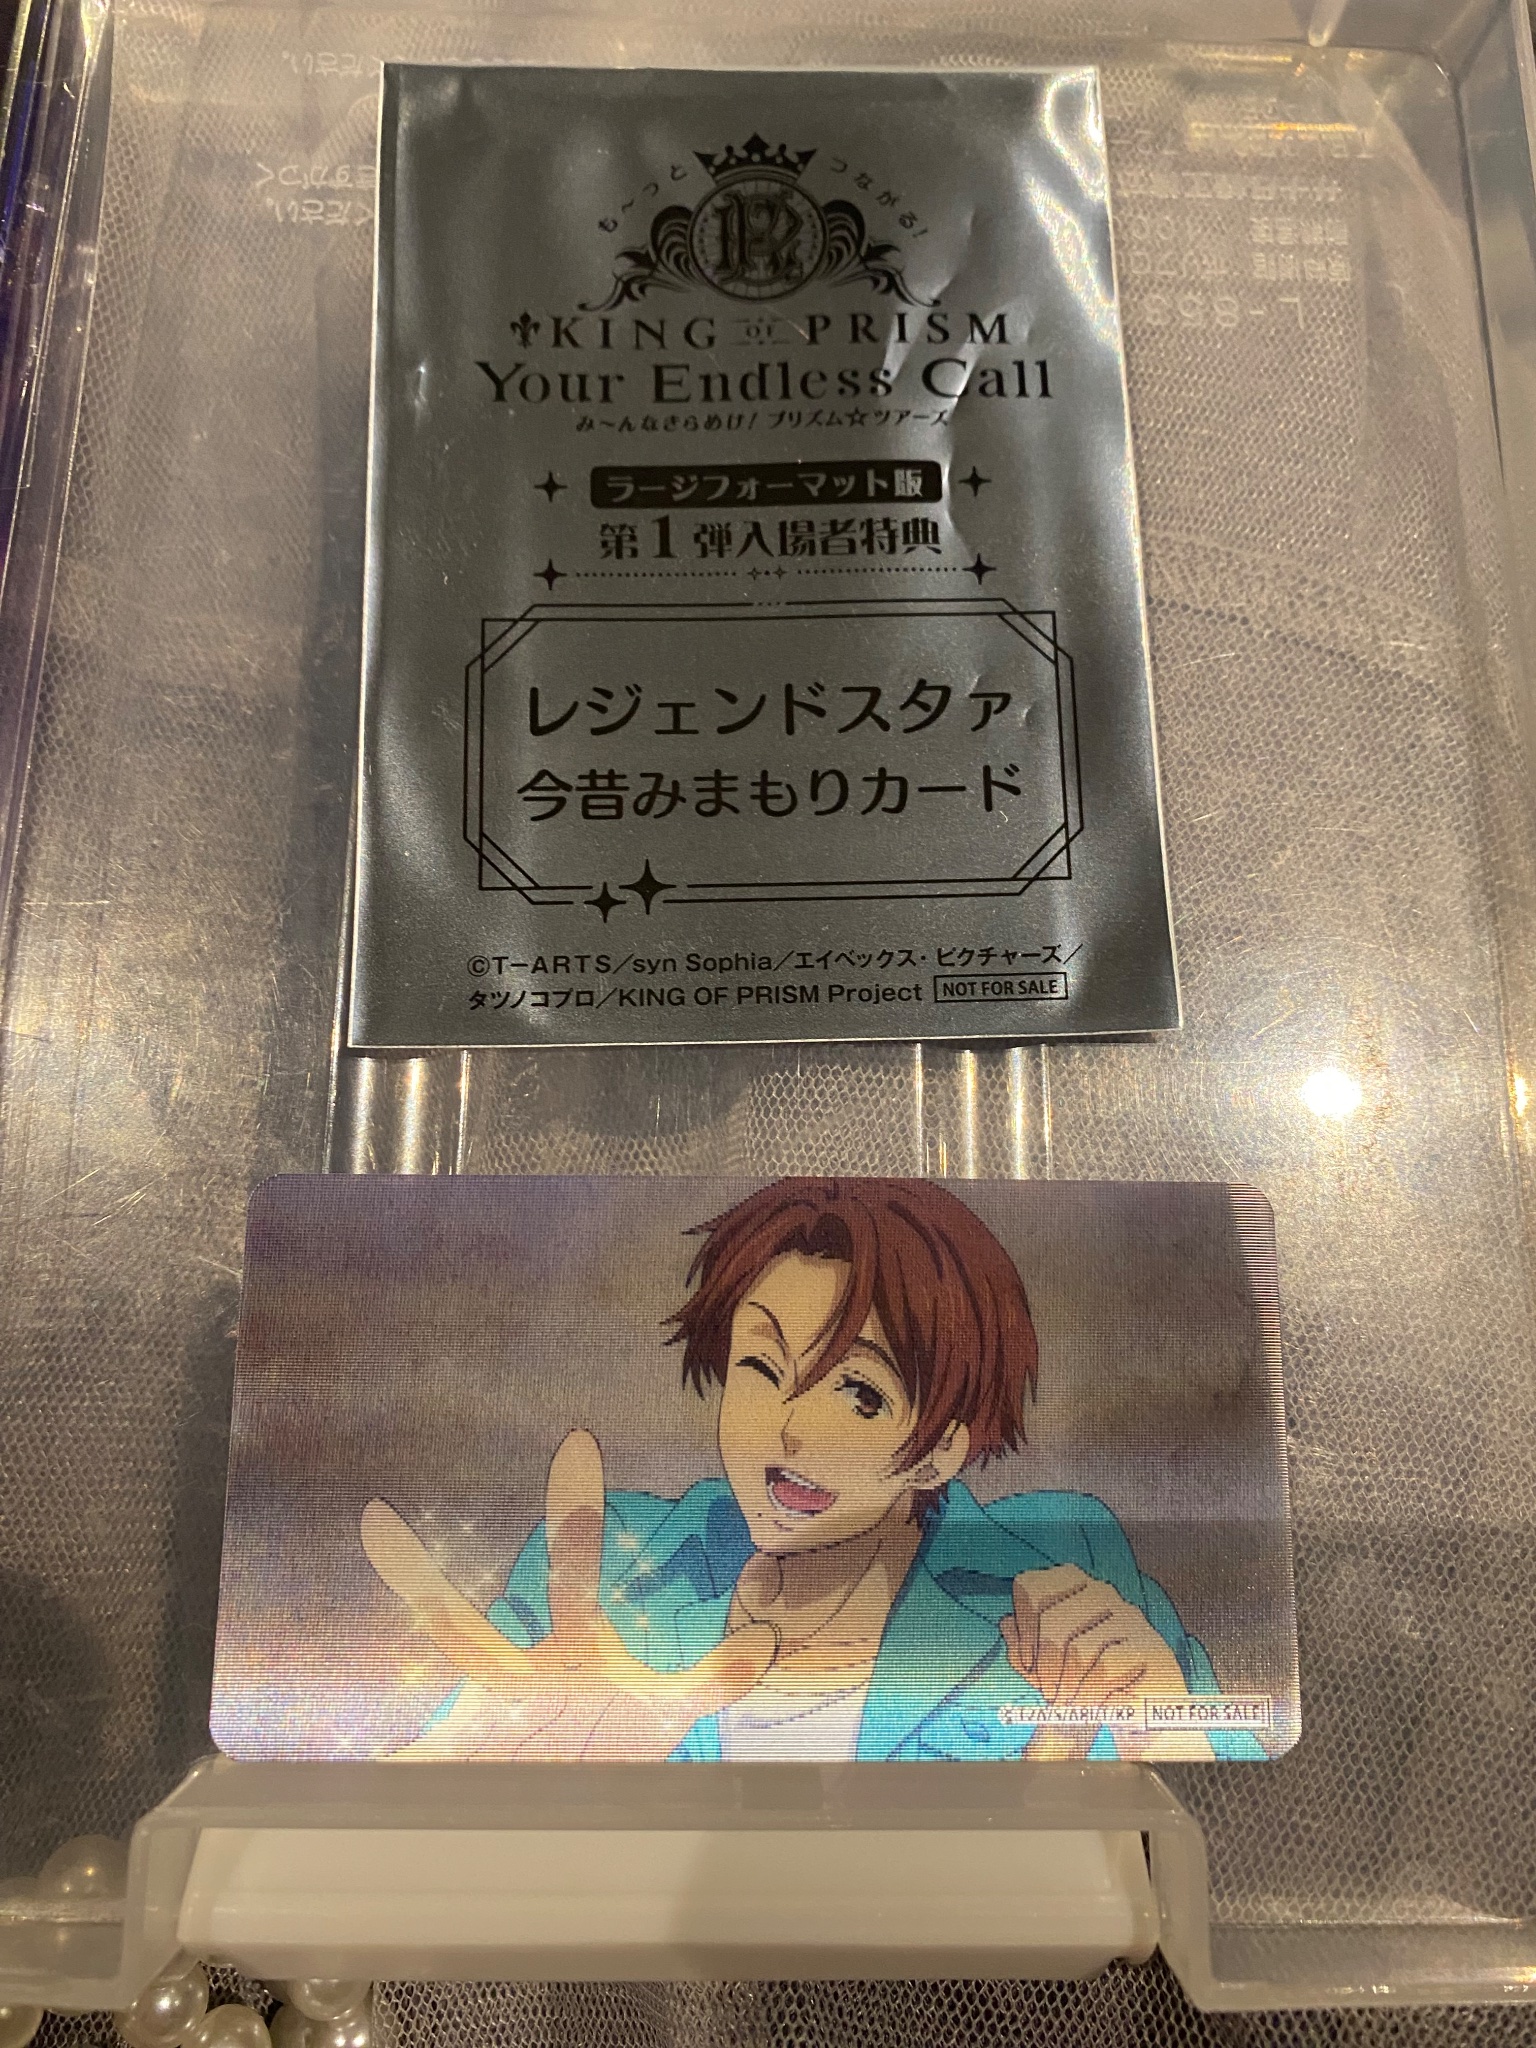 も〜っと つながる!
KING OF PRISM
Your Endless Call
み〜んなきらめけ!プリズム☆ツアーズ
ラージフォーマット版
第1弾入場者特典
レジェンドスタァ
今昔みまもりカード
©T-ARTS/syn Sophia/エイベックス・ピクチャーズ/
タツノコプロ/KING OF PRISM Project NOT FOR SALE
NOT FOR SALE